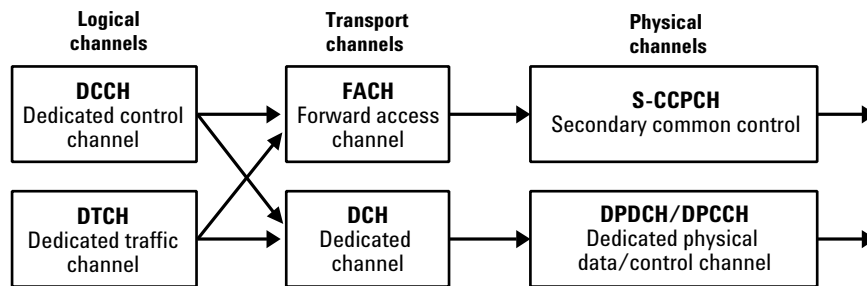 Logical
channels
Transport
channels
Physical
channels
DCCH
Dedicated control
channel
FACH
Forward access
channel
S-CCPCH
Secondary common control
DTCH
Dedicated traffic
channel
DCH
Dedicated
channel
DPDCH/DPCCH
Dedicated physical
data/control channel